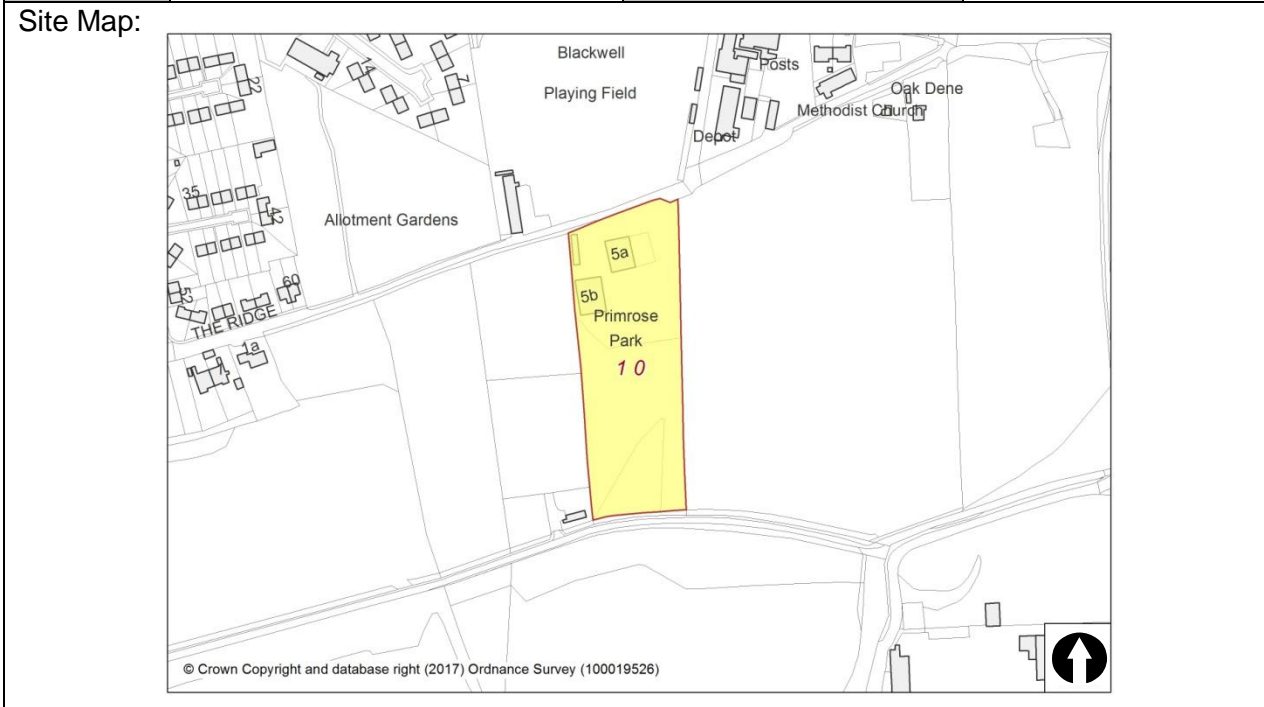 Site Map:
Blackwell
Playing Field
Posts
Oak Dene
Methodist Church
Depot
14
7
22
35
42
Allotment Gardens
5a
5b
Primrose
Park
10
60
52
THE RIDGE
1a
© Crown Copyright and database right (2017) Ordnance Survey (100019526)